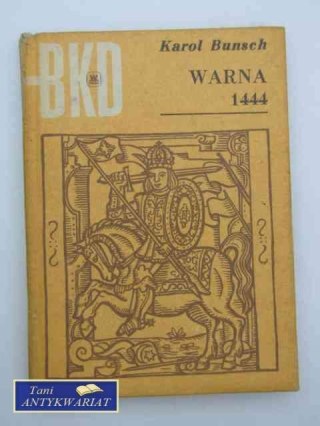 BKD
Karol Bunsch
WARNA
1444
Tani
ANTYKWARIAT